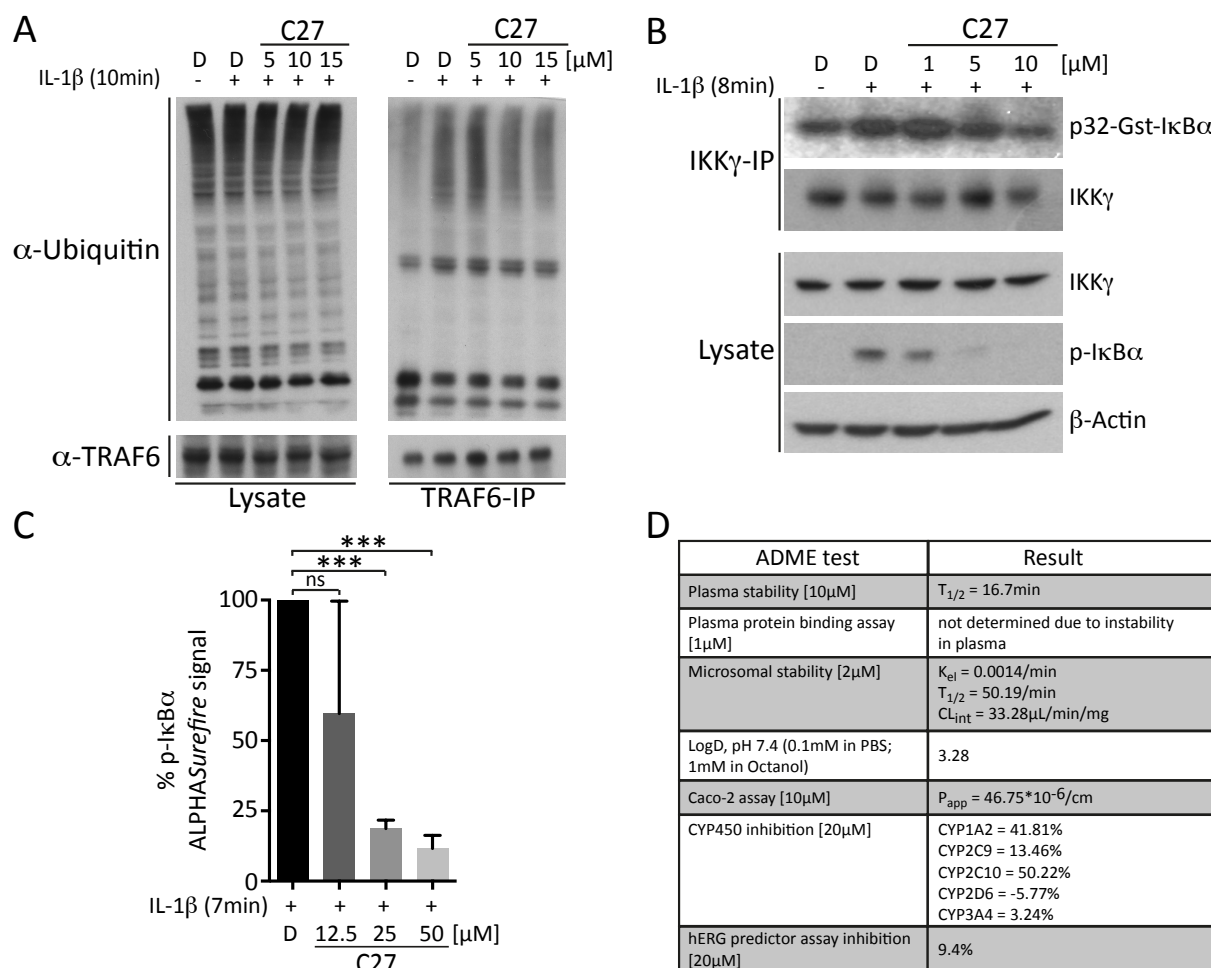 A
C27
D D 5 10 15
IL-1β (10min) - + + + +
C27
D D 5 10 15 [μM]
- + + + +
α-Ubiquitin
α-TRAF6
Lysate
TRAF6-IP
B
C27
D D 1 5 10 [μM]
IL-1β (8min) - + + + +
IKKγ-IP
p32-Gst-IκBα
IKKγ
Lysate
IKKγ
p-IκBα
β-Actin
C
***
***
ns
% p-IκBα
ALPHASurefire signal
100
75
50
25
0
IL-1β (7min) + + + +
D 12.5 25 50 [μM]
C27
D
ADME test Result
Plasma stability [10μM] T1/2 = 16.7min
Plasma protein binding assay
[1μM]
not determined due to instability
in plasma
Microsomal stability [2μM]
Kel = 0.0014/min
T1/2 = 50.19/min
CLint = 33.28μL/min/mg
LogD, pH 7.4 (0.1mM in PBS;
1mM in Octanol)
3.28
Caco-2 assay [10μM] Papp = 46.75*10-6/cm
CYP450 inhibition [20μM]
CYP1A2 = 41.81%
CYP2C9 = 13.46%
CYP2C10 = 50.22%
CYP2D6 = -5.77%
CYP3A4 = 3.24%
hERG predictor assay inhibition
[20μM]
9.4%